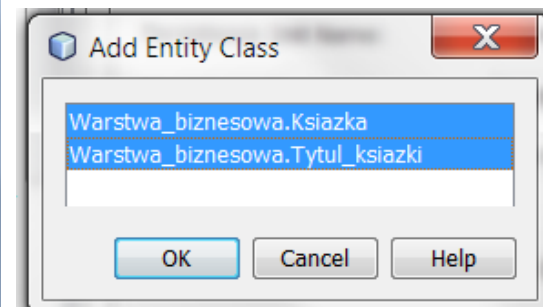 Add Entity Class
Warstwa_biznesowa.Ksiazka
Warstwa_biznesowa.Tytul_ksiazki
OK Cancel Help